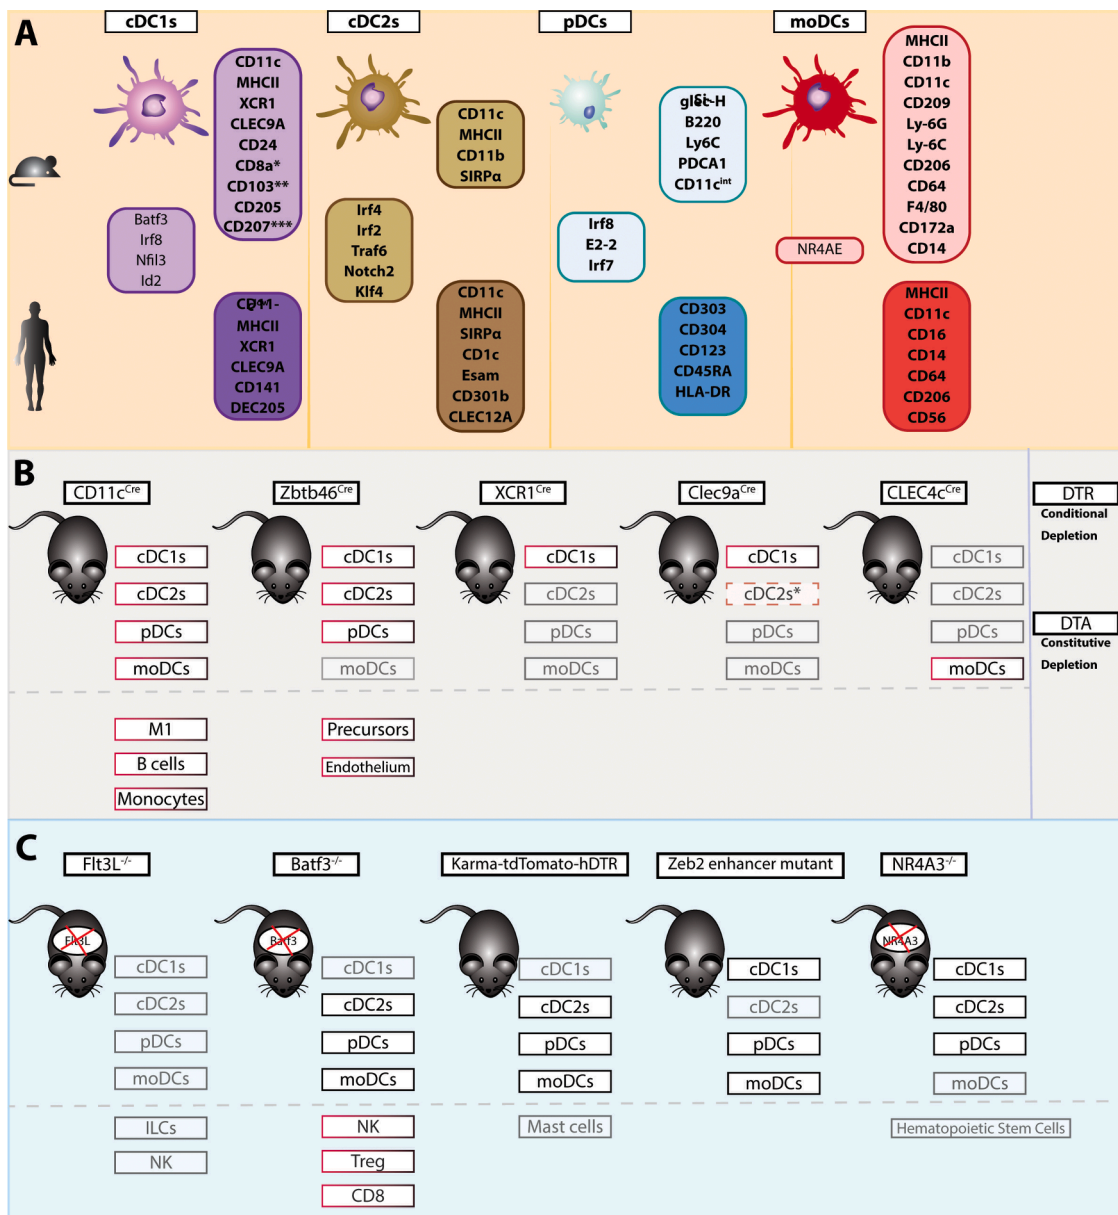 A
cDC1s
cDC2s
pDCs
moDCs
CD11c
MHCII
XCR1
CLEC9A
CD24
CD8a*
CD103**
CD205
CD207***
Batf3
Irf8
Nfil3
Id2
MHCII
XCR1
CLEC9A
CD141
DEC205
CD11c
MHCII
CD11b
SIRPα
Irf4
Irf2
Traf6
Notch2
Klf4
CD11c
MHCII
SIRPα
CD1c
Esam
CD301b
CLEC12A
B220
Ly6C
PDCA1
CD11c^int
Irf8
E2-2
Irf7
CD303
CD304
CD123
CD45RA
HLA-DR
MHCII
CD11b
CD11c
CD209
Ly-6G
Ly-6C
CD206
CD64
F4/80
CD172a
CD14
NR4AE
MHCII
CD11c
CD16
CD14
CD64
CD206
CD56
B
CD11c^Cre
cDC1s
cDC2s
pDCs
moDCs
M1
B cells
Monocytes
Zbtb46^Cre
cDC1s
cDC2s
pDCs
moDCs
Precursors
Endothelium
XCR1^Cre
cDC1s
cDC2s
pDCs
moDCs
Clec9a^Cre
cDC1s
cDC2s*
pDCs
moDCs
CLEC4c^Cre
cDC1s
cDC2s
pDCs
moDCs
DTR
Conditional
Depletion
DTA
Constitutive
Depletion
C
Flt3L^-/-
Flt3L
cDC1s
cDC2s
pDCs
moDCs
ILCs
NK
Batf3^-/-
Batf3
cDC1s
cDC2s
pDCs
moDCs
NK
Treg
CD8
Karma-tdTomato-hDTR
cDC1s
cDC2s
pDCs
moDCs
Mast cells
Zeb2 enhancer mutant
cDC1s
cDC2s
pDCs
moDCs
NR4A3^-/-
NR4A3
cDC1s
cDC2s
pDCs
moDCs
Hematopoietic Stem Cells